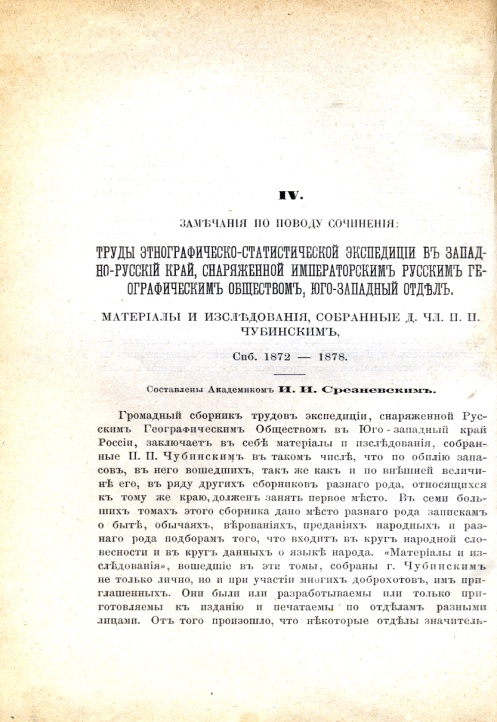 IV.
ЗАМѢЧАНІЯ ПО ПОВОДУ СОЧИНЕНІЯ:
ТРУДЫ ЭТНОГРАФИЧЕСКО-СТАТИСТИЧЕСКОЙ ЭКСПЕДИЦІИ ВЪ ЗАПАД-
НО-РУССКІЙ КРАЙ, СНАРЯЖЕННОЙ ИМПЕРАТОРСКИМЪ РУССКИМЪ ГЕ-
ОГРАФИЧЕСКИМЪ ОБЩЕСТВОМЪ, ЮГО-ЗАПАДНЫЙ ОТДѢЛЪ.
МАТЕРІАЛЫ И ИЗСЛѢДОВАНІЯ, СОБРАННЫЕ Д. ЧЛ. П. П.
ЧУБИНСКИМЪ,
Спб. 1872 — 1878.
Составлены Академикомъ И. И. Срезневскимъ.
Громадный сборникъ трудовъ экспедиціи, снаряженной Рус-
скимъ Географическимъ Обществомъ въ Юго-западный край
Россіи, заключаетъ въ себѣ матеріалы и изслѣдованія, собран-
ные П. П. Чубинскимъ въ такомъ числѣ, что по обилію запа-
совъ, въ него вошедшихъ, такъ же какъ и по внѣшней величи-
нѣ его, въ ряду другихъ сборниковъ разнаго рода, относящихся
къ тому же краю, долженъ занять первое мѣсто. Въ семи боль-
шихъ томахъ этого сборника дано мѣсто разнаго рода запискамъ
о бытѣ, обычаяхъ, вѣрованіяхъ, преданіяхъ народныхъ и раз-
наго рода подборамъ того, что входитъ въ кругъ народной сло-
весности и въ кругъ данныхъ о языкѣ народа. «Матеріалы и из-
слѣдованія», вошедшіе въ эти томы, собраны г. Чубинскимъ
не только лично, но и при участіи многихъ доброхотовъ, имъ при-
глашенныхъ. Они были или разработываемы или только при-
готовляемы къ изданію и печатаемы по отдѣламъ разными
лицами. Отъ того произошло, что нѣкоторые отдѣлы значитель-